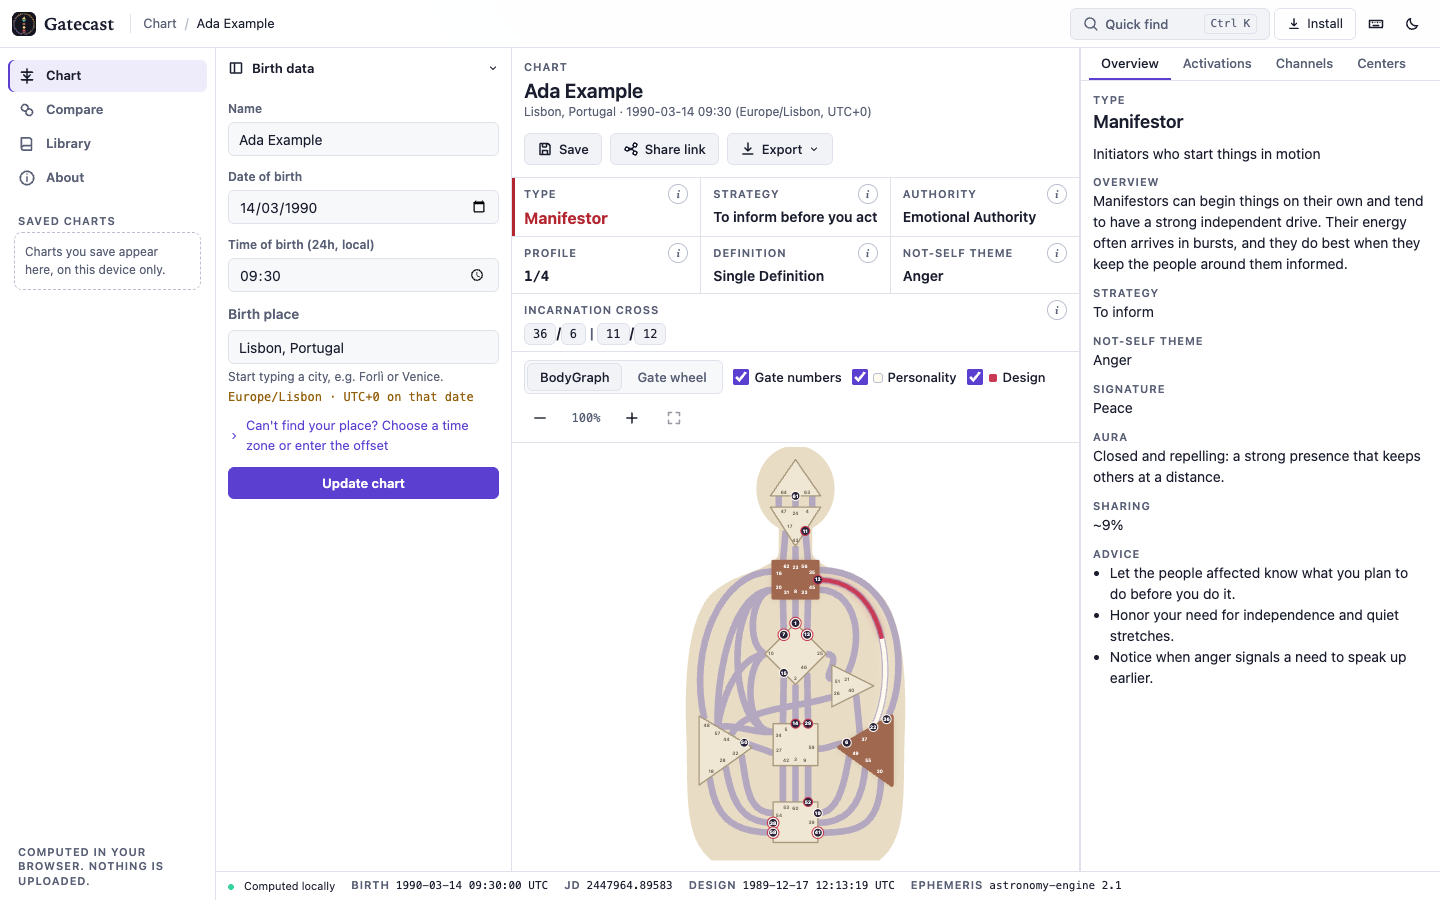 Gatecast
Chart / Ada Example
Quick find
Ctrl K
Install
Chart
Compare
Library
About
SAVED CHARTS
Charts you save appear
here, on this device only.
COMPUTED IN YOUR
BROWSER. NOTHING IS
UPLOADED.
Birth data
Name
Ada Example
Date of birth
14/03/1990
Time of birth (24h, local)
09:30
Birth place
Lisbon, Portugal
Start typing a city, e.g. Forlì or Venice.
Europe/Lisbon · UTC+0 on that date
Can't find your place? Choose a time
zone or enter the offset
Update chart
CHART
Ada Example
Lisbon, Portugal · 1990-03-14 09:30 (Europe/Lisbon, UTC+0)
Save
Share link
Export
TYPE
Manifestor
STRATEGY
To inform before you act
AUTHORITY
Emotional Authority
PROFILE
1/4
DEFINITION
Single Definition
NOT-SELF THEME
Anger
INCARNATION CROSS
36 / 6 | 11 / 12
BodyGraph
Gate wheel
Gate numbers
Personality
Design
100%
Overview
Activations
Channels
Centers
TYPE
Manifestor
Initiators who start things in motion
OVERVIEW
Manifestors can begin things on their own and tend
to have a strong independent drive. Their energy
often arrives in bursts, and they do best when they
keep the people around them informed.
STRATEGY
To inform
NOT-SELF THEME
Anger
SIGNATURE
Peace
AURA
Closed and repelling: a strong presence that keeps
others at a distance.
SHARING
~9%
ADVICE
• Let the people affected know what you plan to
do before you do it.
• Honor your need for independence and quiet
stretches.
• Notice when anger signals a need to speak up
earlier.
Computed locally
BIRTH 1990-03-14 09:30:00 UTC
JD 2447964.89583
DESIGN 1989-12-17 12:13:19 UTC
EPHEMERIS astronomy-engine 2.1